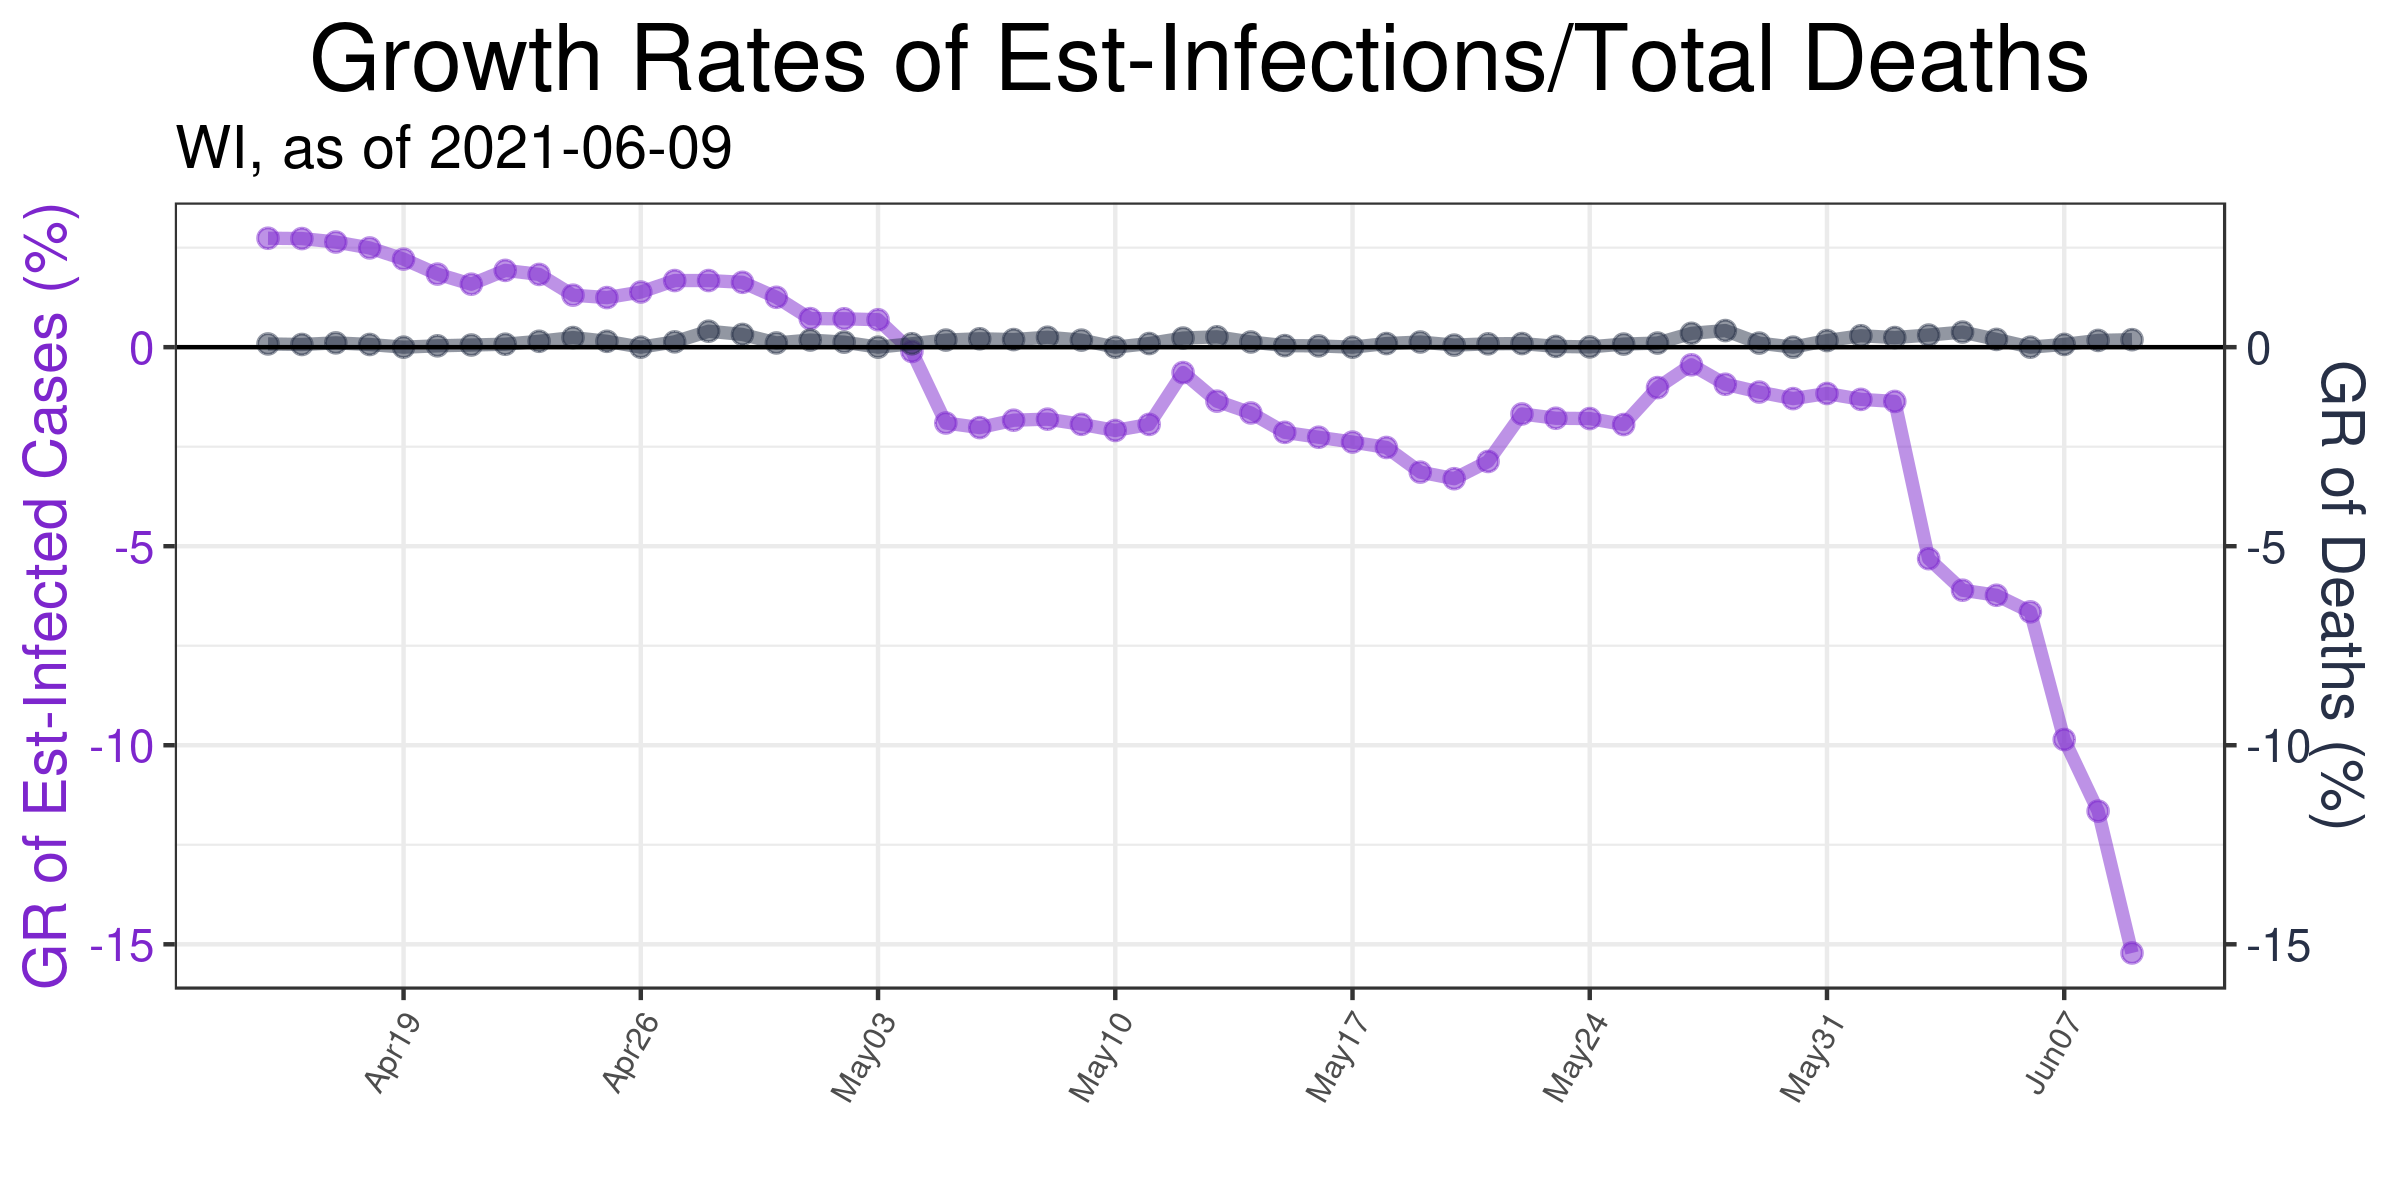 Growth Rates of Est-Infections/Total Deaths
WI, as of 2021-06-09
GR of Est-Infected Cases (%)
0
-5
-10
-15
0
-5
-10
-15
GR of Deaths (%)
Apr19
Apr26
May03
May10
May17
May24
May31
Jun07